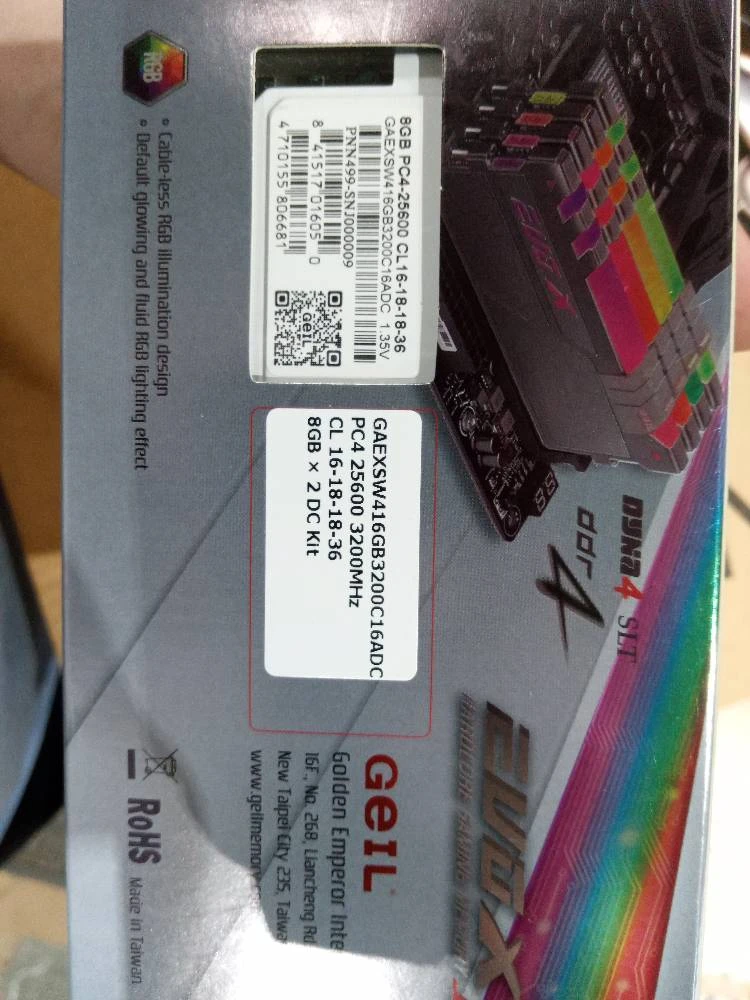 8GB PC4-25600 CL16-18-18-36
GAEXSW416GB3200C16ADC 1.35V
PNN499-SNJ000009
8 41517 01605 0
4 710155 806681
GeIL
EVO X
RGB
• Cable-less RGB illumination design
• Default glowing and fluid RGB lighting effect
GAEXSW416GB3200C16ADC
PC4 25600 3200MHz
CL 16-18-18-36
8GB × 2 DC Kit
DYNA4 SLT
ddr4
EVO X
GeIL
Golden Emperor Inte
16F., No. 268, Liancheng Rd
New Taipei City 235, Taiwa
www.geilmemory.c
RoHS Made in Taiwan